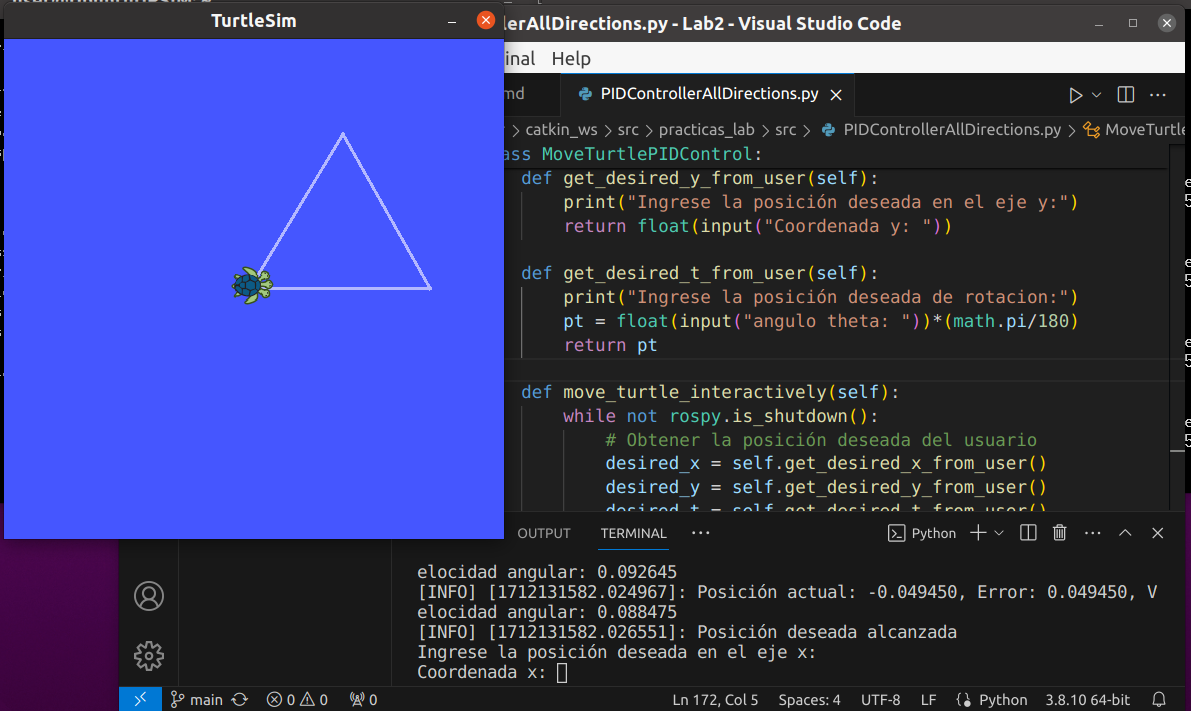 TurtleSim
lerAllDirections.py - Lab2 - Visual Studio Code
inal Help
md
PIDControllerAllDirections.py
catkin_ws > src > practicas_lab > src > PIDControllerAllDirections.py > MoveTurtle
ass MoveTurtlePIDControl:
def get_desired_y_from_user(self):
print("Ingrese la posición deseada en el eje y:")
return float(input("Coordenada y: "))
def get_desired_t_from_user(self):
print("Ingrese la posición deseada de rotacion:")
pt = float(input("angulo theta: "))*(math.pi/180)
return pt
def move_turtle_interactively(self):
while not rospy.is_shutdown():
# Obtener la posición deseada del usuario
desired_x = self.get_desired_x_from_user()
desired_y = self.get_desired_y_from_user()
desired_t = self.get_desired_t_from_user()
OUTPUT TERMINAL ··· Python
elocidad angular: 0.092645
[INFO] [1712131582.024967]: Posición actual: -0.049450, Error: 0.049450, V
elocidad angular: 0.088475
[INFO] [1712131582.026551]: Posición deseada alcanzada
Ingrese la posición deseada en el eje x:
Coordenada x:
main 0 0 0 Ln 172, Col 5 Spaces: 4 UTF-8 LF Python 3.8.10 64-bit